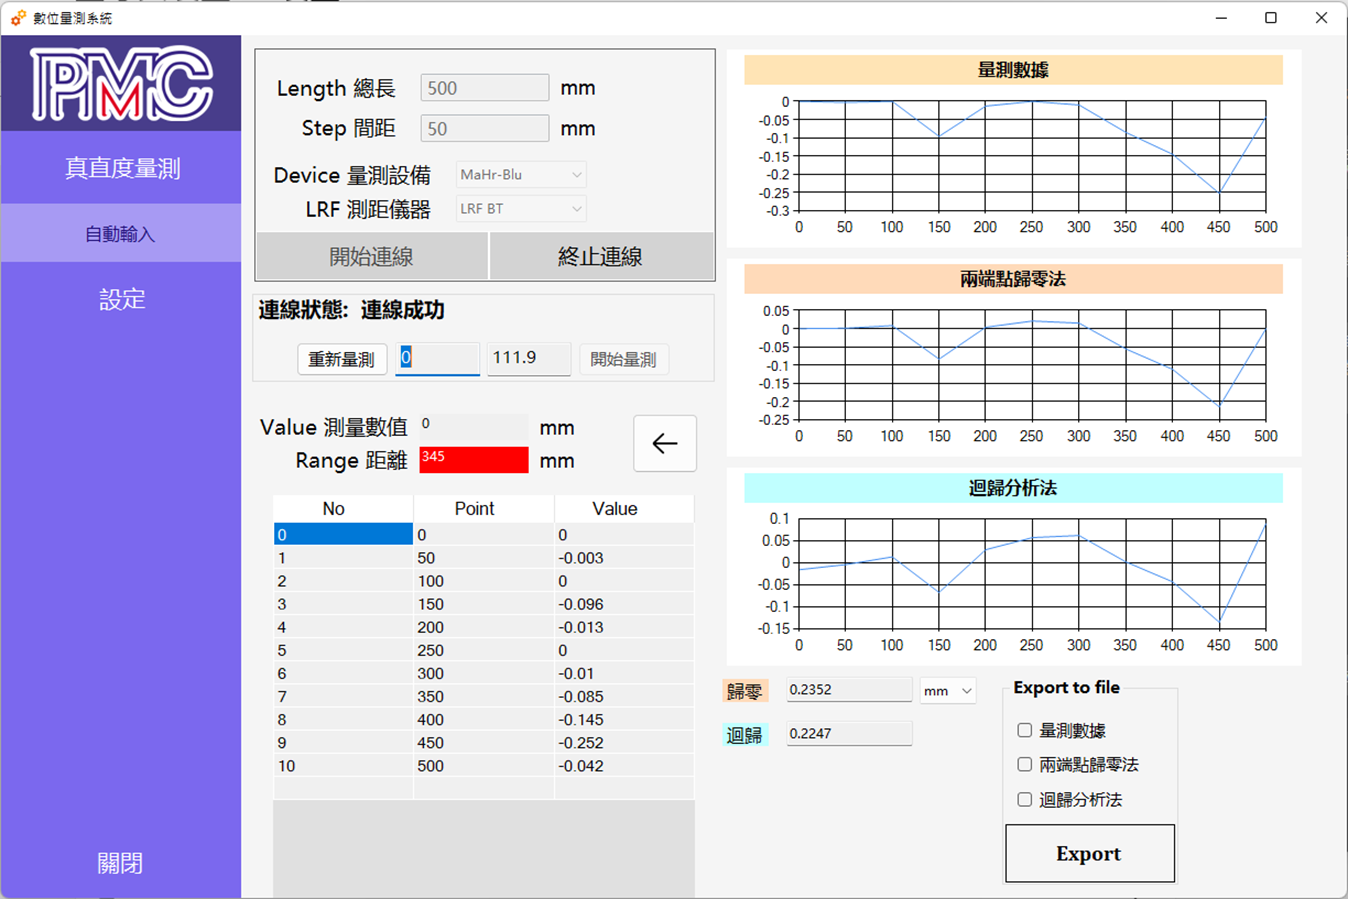 數位量測系統
PMC
真直度量測
自動輸入
設定
關閉
Length 總長 500 mm
Step 間距 50 mm
Device 量測設備 MaHr-Blu
LRF 測距儀器 LRF BT
開始連線 終止連線
連線狀態: 連線成功
重新量測 0 111.9 開始量測
Value 測量數值 0 mm
Range 距離 345 mm
No Point Value
0 0 0
1 50 -0.003
2 100 0
3 150 -0.096
4 200 -0.013
5 250 0
6 300 -0.01
7 350 -0.085
8 400 -0.145
9 450 -0.252
10 500 -0.042
量測數據
0
-0.05
-0.1
-0.15
-0.2
-0.25
-0.3
0 50 100 150 200 250 300 350 400 450 500
兩端點歸零法
0.05
0
-0.05
-0.1
-0.15
-0.2
-0.25
0 50 100 150 200 250 300 350 400 450 500
迴歸分析法
0.1
0.05
0
-0.05
-0.1
-0.15
0 50 100 150 200 250 300 350 400 450 500
歸零 0.2352 mm
迴歸 0.2247
Export to file
量測數據
兩端點歸零法
迴歸分析法
Export